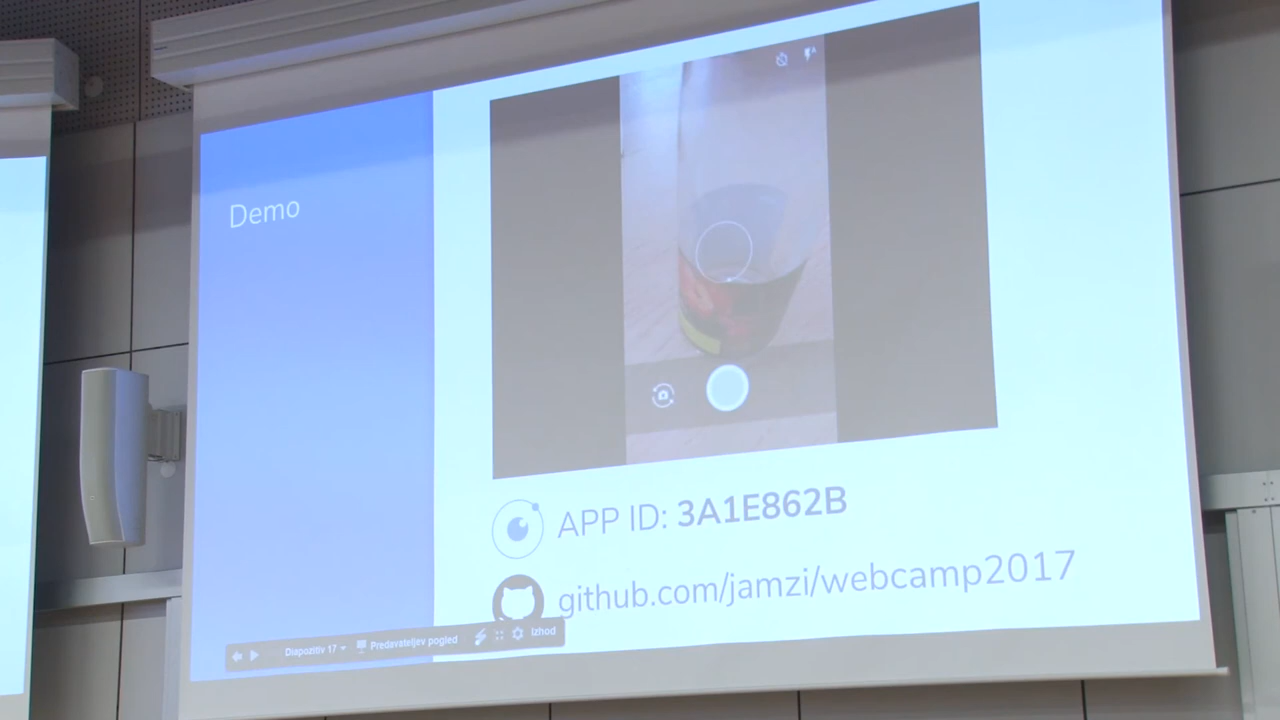 Demo
APP ID: 3A1E862B
github.com/jamzi/webcamp2017
Diapozitiv 17 Predavateljev pogled Izhod